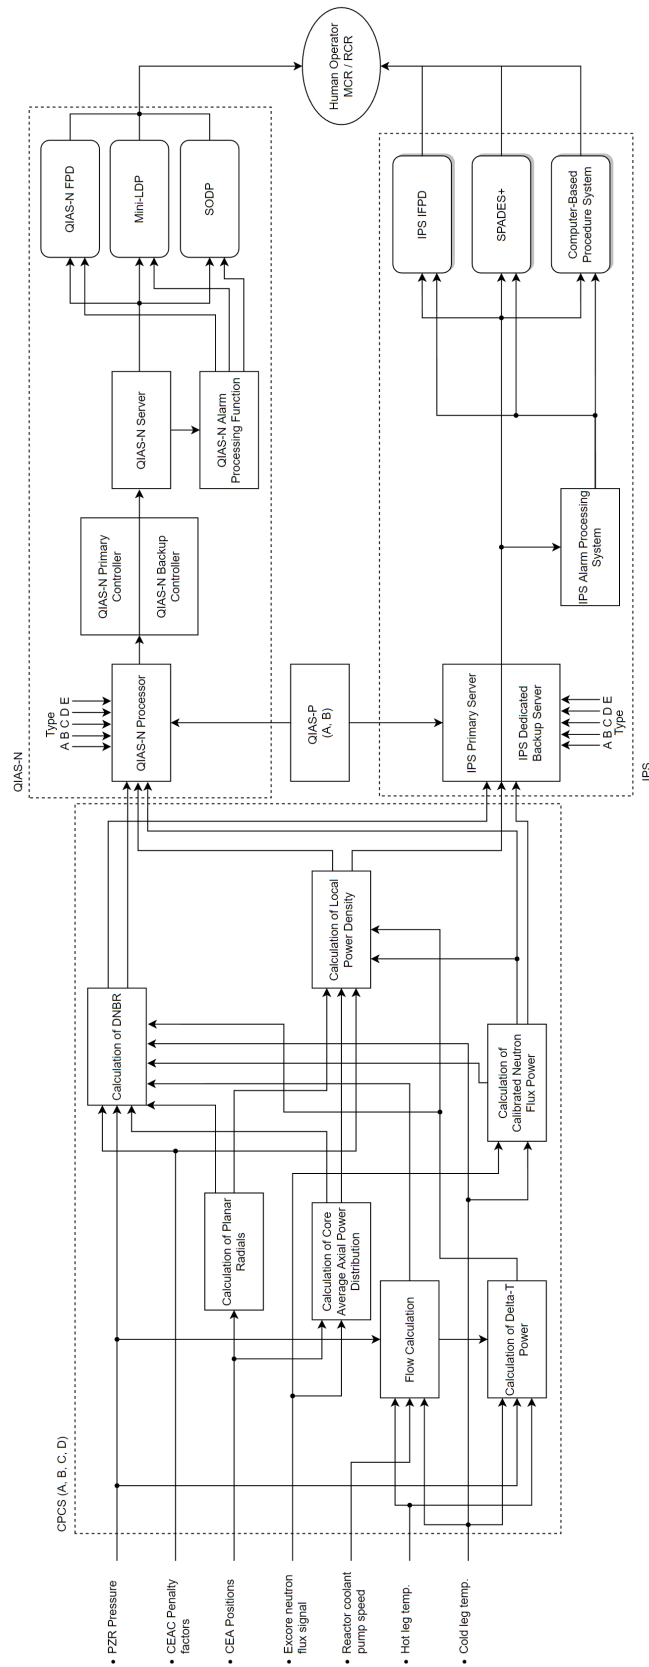 Human Operator
MCR / RCR
QIAS-N FPD
Mini-LDP
SODP
IPS IFPD
SPADES+
Computer-Based
Procedure System
QIAS-N Server
QIAS-N Alarm
Processing Function
QIAS-N Primary
Controller
QIAS-N Backup
Controller
IPS Alarm Processing
System
QIAS-N
Type
A B C D E
QIAS-N Processor
QIAS-P
(A, B)
IPS Primary Server
IPS Dedicated
Backup Server
A B C D E
Type
IPS
CPCS (A, B, C, D)
Calculation of DNBR
Calculation of Local
Power Density
Calculation of
Calibrated Neutron
Flux Power
Calculation of Planar
Radials
Calculation of Core
Average Axial Power
Distribution
Flow Calculation
Calculation of Delta-T
Power
• PZR Pressure
• CEAC Penalty
factors
• CEA Positions
• Excore neutron
flux signal
• Reactor coolant
pump speed
• Hot leg temp.
• Cold leg temp.